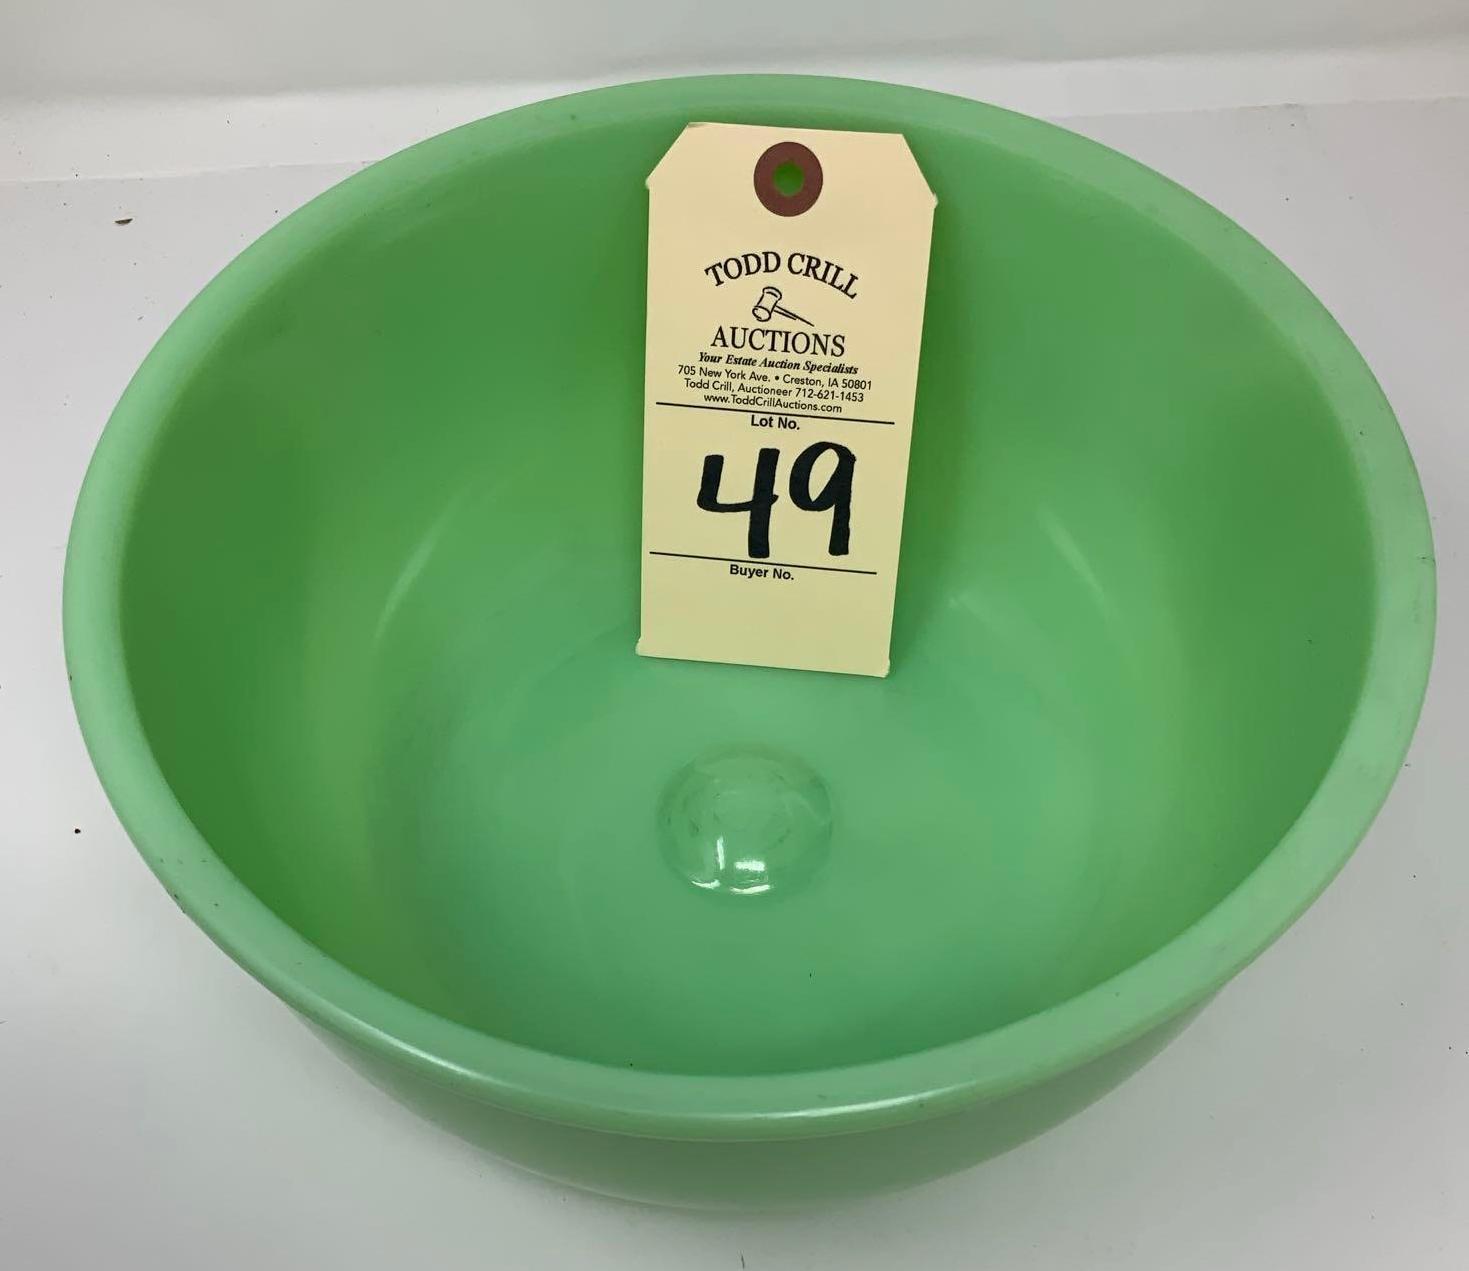 TODD CRILL
AUCTIONS
Your Estate Auction Specialists
705 New York Ave. • Creston, IA 50801
Todd Crill, Auctioneer 712-621-1453
www.ToddCrillAuctions.com
Lot No.
49
Buyer No.